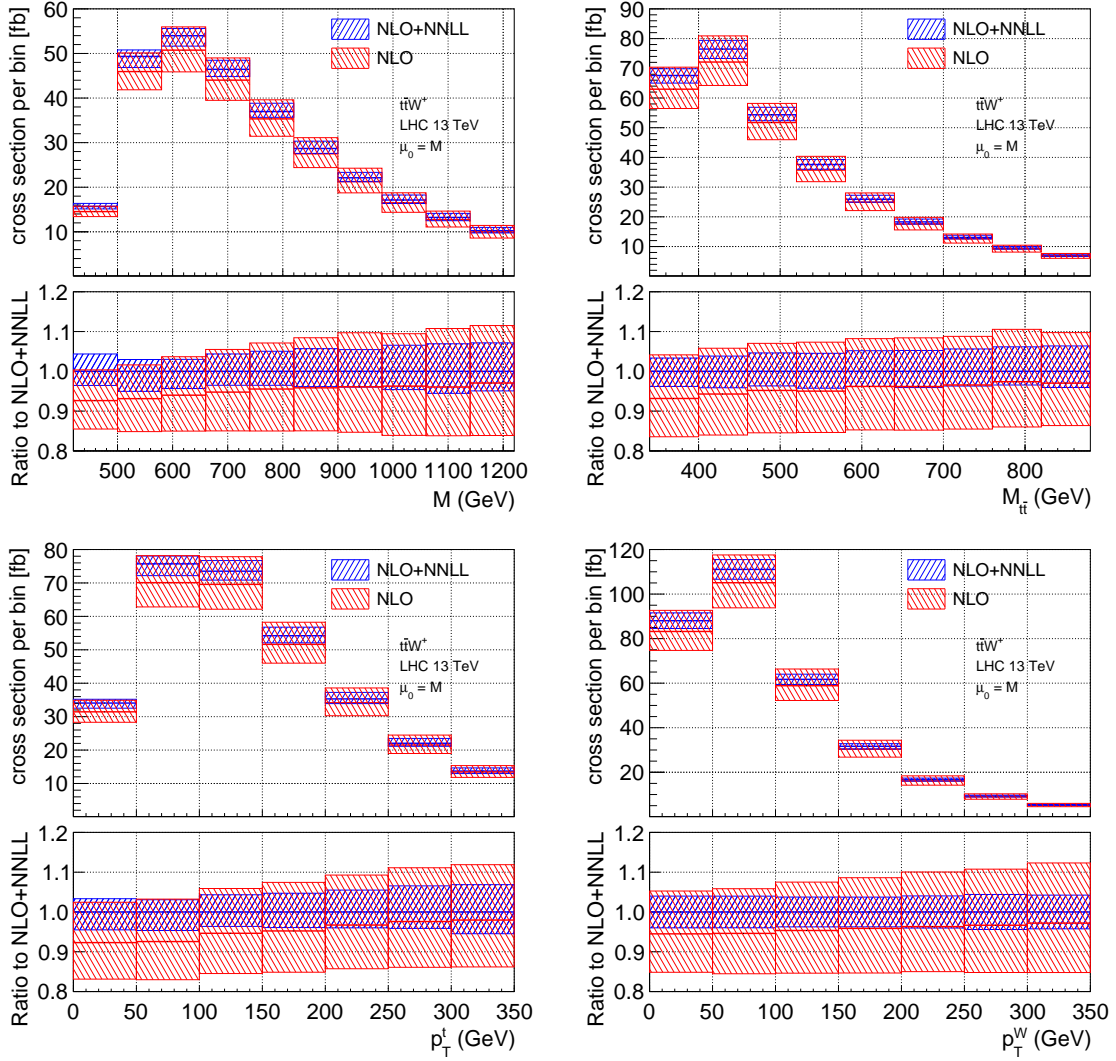 cross section per bin [fb]
60
50
40
30
20
10
NLO+NNLL
NLO
tt̄W⁺
LHC 13 TeV
μ₀ = M
Ratio to NLO+NNLL
1.2
1.1
1.0
0.9
0.8
500 600 700 800 900 1000 1100 1200
M (GeV)
cross section per bin [fb]
90
80
70
60
50
40
30
20
10
NLO+NNLL
NLO
tt̄W⁺
LHC 13 TeV
μ₀ = M
Ratio to NLO+NNLL
1.2
1.1
1.0
0.9
0.8
400 500 600 700 800
M_tt̄ (GeV)
cross section per bin [fb]
80
70
60
50
40
30
20
10
NLO+NNLL
NLO
tt̄W⁺
LHC 13 TeV
μ₀ = M
Ratio to NLO+NNLL
1.2
1.1
1.0
0.9
0.8
0 50 100 150 200 250 300 350
p_T^t (GeV)
cross section per bin [fb]
120
100
80
60
40
20
NLO+NNLL
NLO
tt̄W⁺
LHC 13 TeV
μ₀ = M
Ratio to NLO+NNLL
1.2
1.1
1.0
0.9
0.8
0 50 100 150 200 250 300 350
p_T^W (GeV)